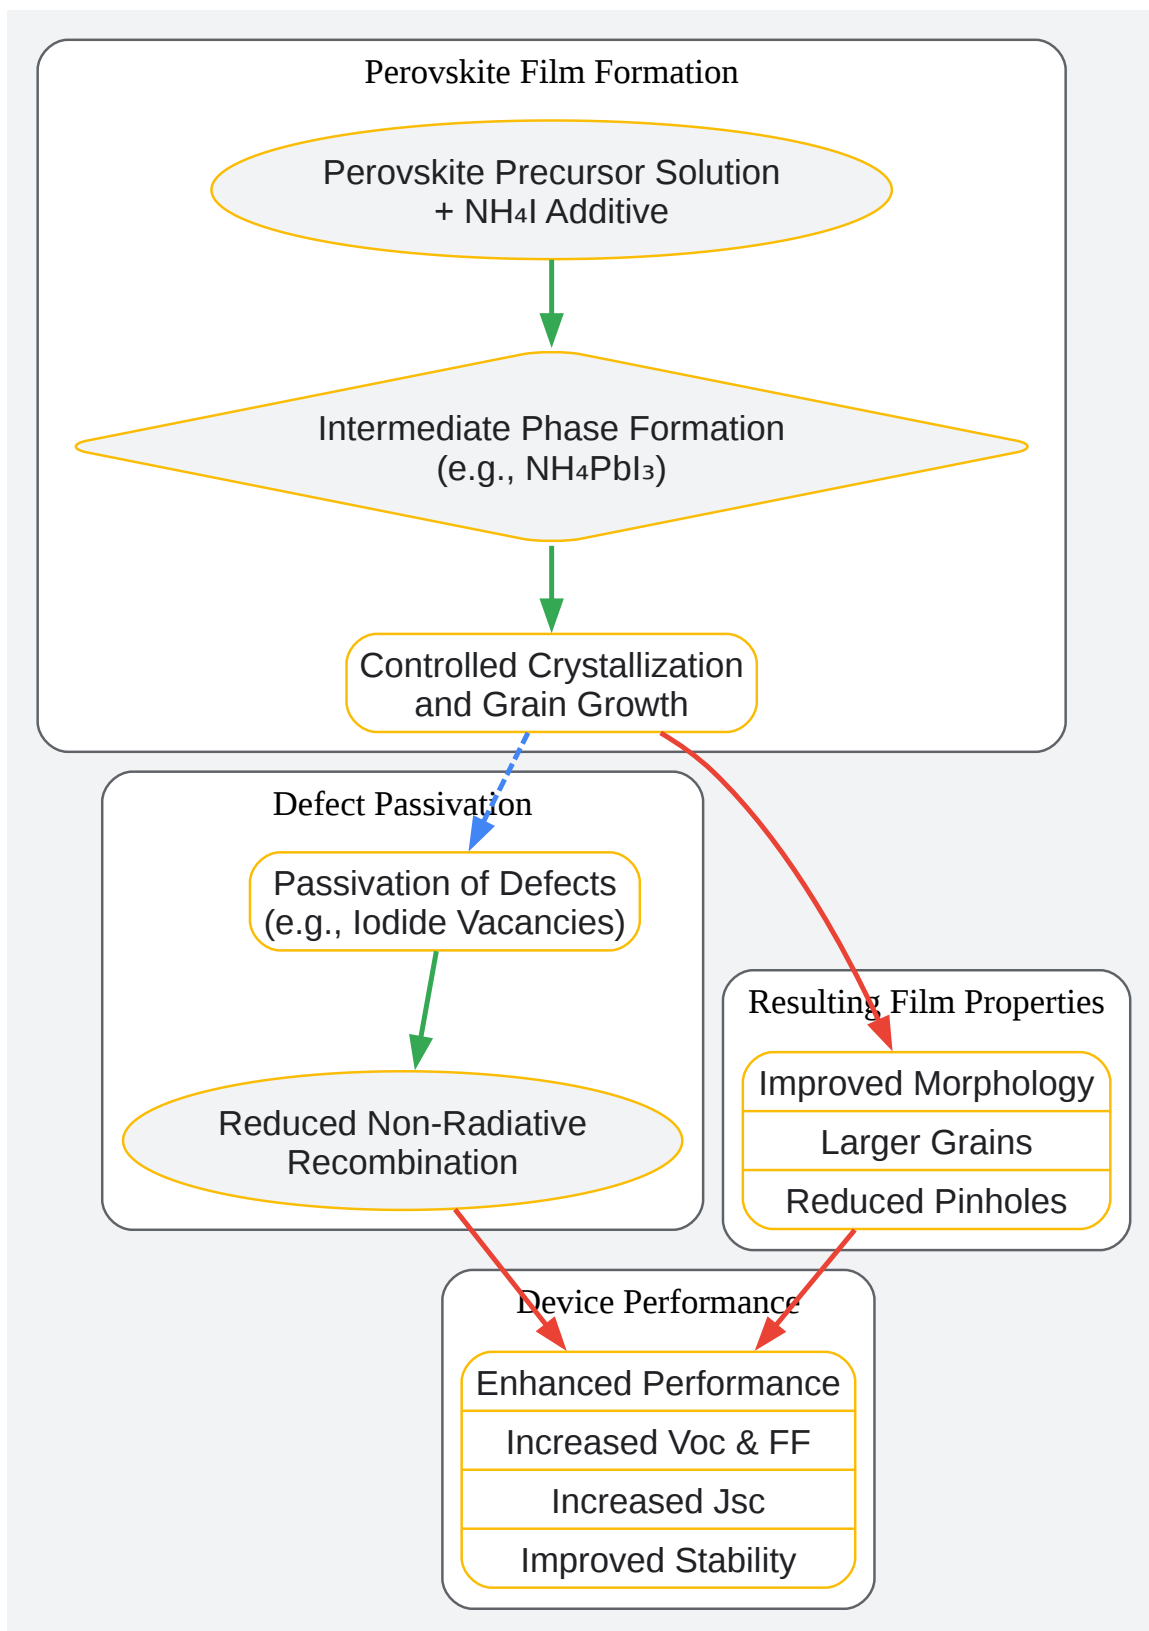 Perovskite Film Formation
Perovskite Precursor Solution
+ NH₄I Additive
Intermediate Phase Formation
(e.g., NH₄PbI₃)
Controlled Crystallization
and Grain Growth
Defect Passivation
Passivation of Defects
(e.g., Iodide Vacancies)
Reduced Non-Radiative
Recombination
Resulting Film Properties
Improved Morphology
Larger Grains
Reduced Pinholes
Device Performance
Enhanced Performance
Increased Voc & FF
Increased Jsc
Improved Stability